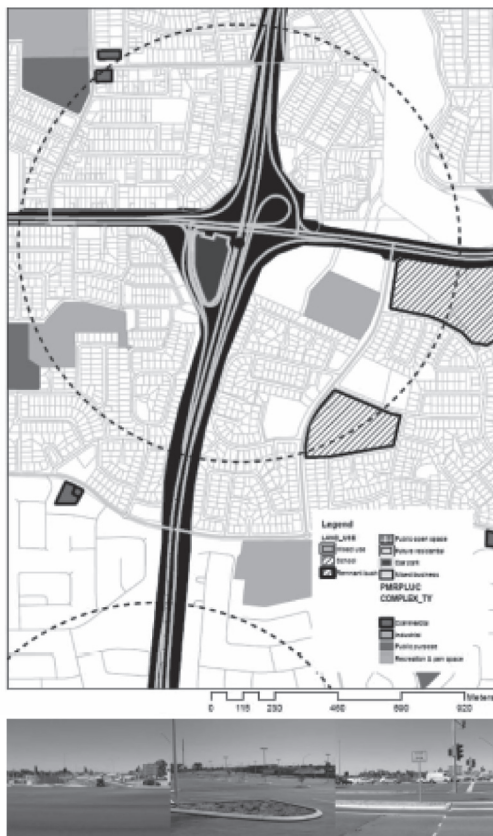 Legend
LAND_USE
Mixed use
School
Remnant bush
Public open space
Future residential
Car park
Mixed business
PMRPLUC
COMPLEX_TY
Commercial
Industrial
Public purpose
Recreation & open space
Meters
0 115 230 460 690 920